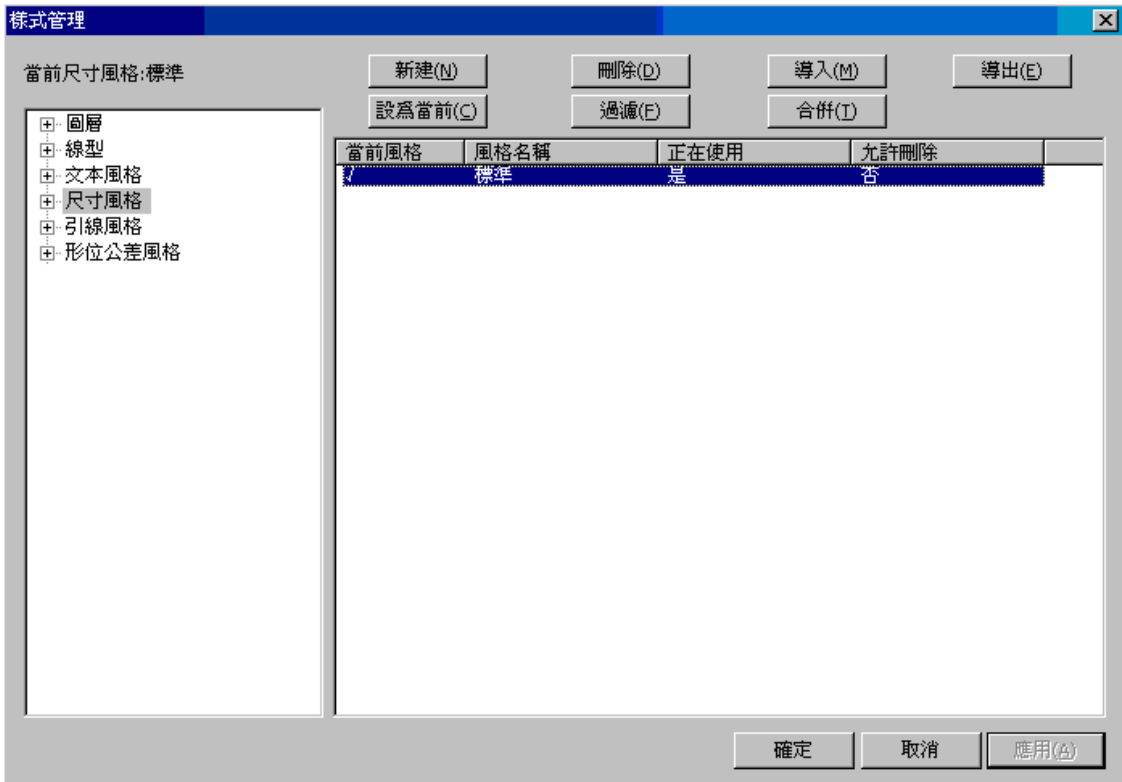 樣式管理
當前尺寸風格:標準
新建(N) 刪除(D) 導入(M) 導出(E)
設爲當前(C) 過濾(F) 合併(T)
圖層
線型
文本風格
尺寸風格
引線風格
形位公差風格
當前風格 風格名稱 正在使用 允許刪除
√ 標準 是 否
確定 取消 應用(A)